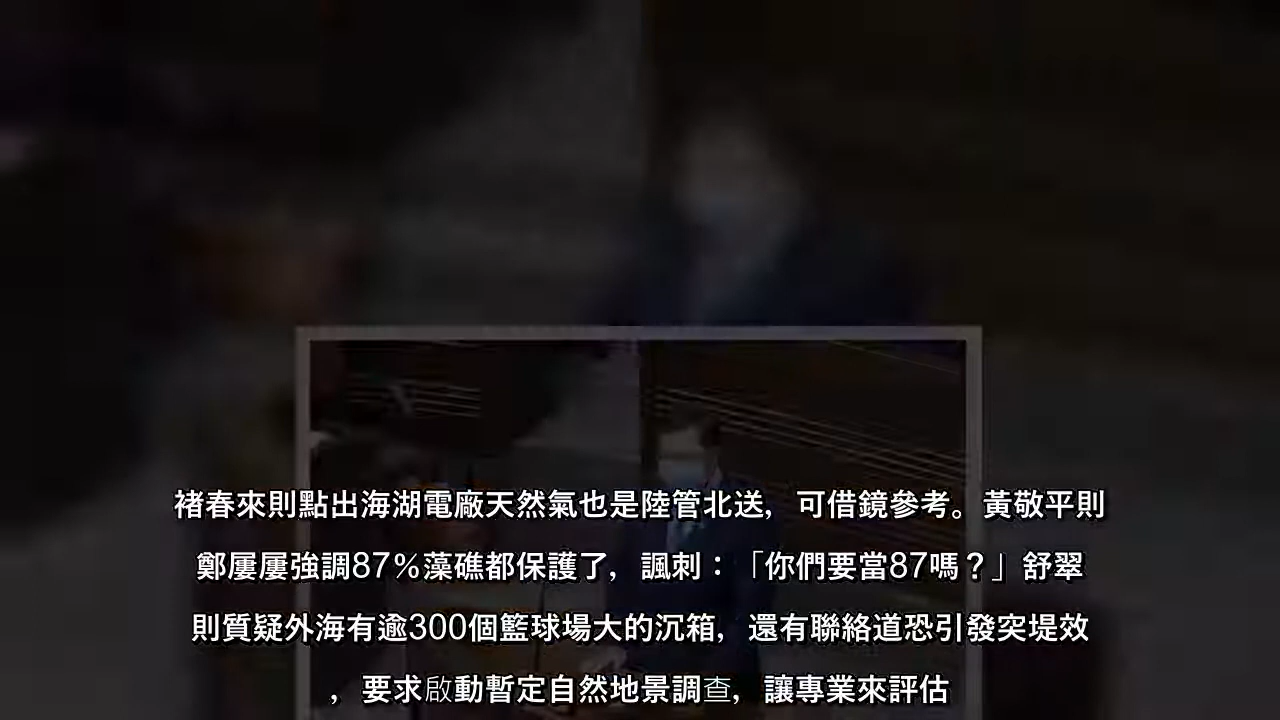 褚春來則點出海湖電廠天然氣也是陸管北送，可借鏡參考。黃敬平則
鄭屢屢強調87％藻礁都保護了，諷刺：「你們要當87嗎？」舒翠
則質疑外海有逾300個籃球場大的沉箱，還有聯絡道恐引發突堤效
，要求啟動暫定自然地景調查，讓專業來評估